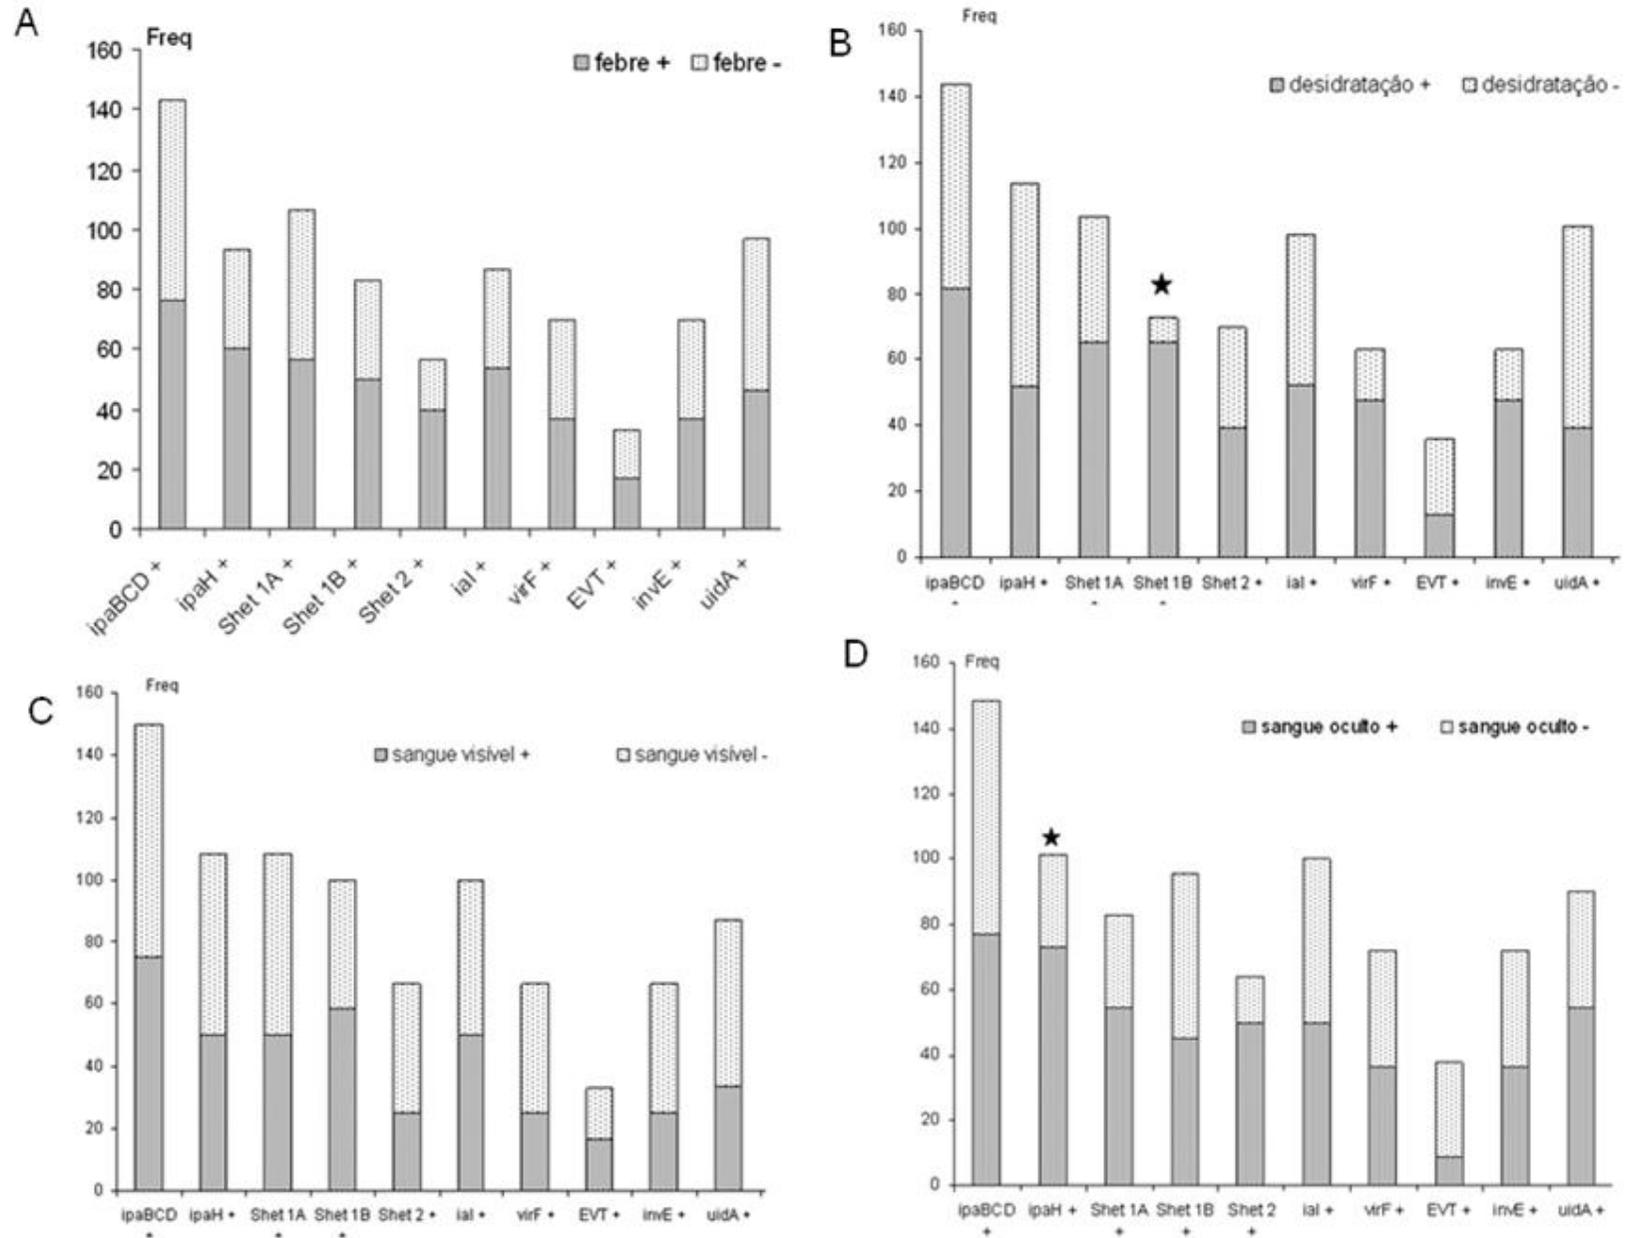 A
Freq
febre +
febre -
160
140
120
100
80
60
40
20
0
ipaBCD +
ipaH +
Shet 1A +
Shet 1B +
Shet 2 +
ial +
virF +
EVT +
invE +
uidA +
B
Freq
desidratação +
desidratação -
160
140
120
100
80
60
40
20
0
ipaBCD
ipaH +
Shet 1A
Shet 1B
Shet 2 +
ial +
virF +
EVT +
invE +
uidA +
C
Freq
sangue visível +
sangue visível -
160
140
120
100
80
60
40
20
0
ipaBCD
ipaH +
Shet 1A
Shet 1B
Shet 2 +
ial +
virF +
EVT +
invE +
uidA +
D
Freq
sangue oculto +
sangue oculto -
160
140
120
100
80
60
40
20
0
ipaBCD
+
ipaH +
Shet 1A
+
Shet 1B
+
Shet 2
+
ial +
virF +
EVT +
invE +
uidA +